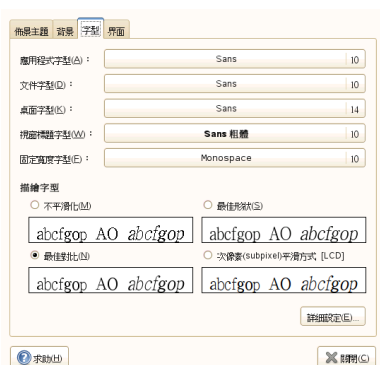 佈景主題 背景 字型 界面
應用程式字型(A)： Sans 10
文件字型(D)： Sans 10
桌面字型(K)： Sans 14
視窗標題字型(W)： Sans 粗體 10
固定寬度字型(F)： Monospace 10
描繪字型
不平滑化(M) 最佳形狀(S)
abcfgop AO abcfgop abcfgop AO abcfgop
最佳對比(N) 次像素(subpixel)平滑方式 [LCD]
abcfgop AO abcfgop abcfgop AO abcfgop
詳細設定(E)...
求助(H) 關閉(C)